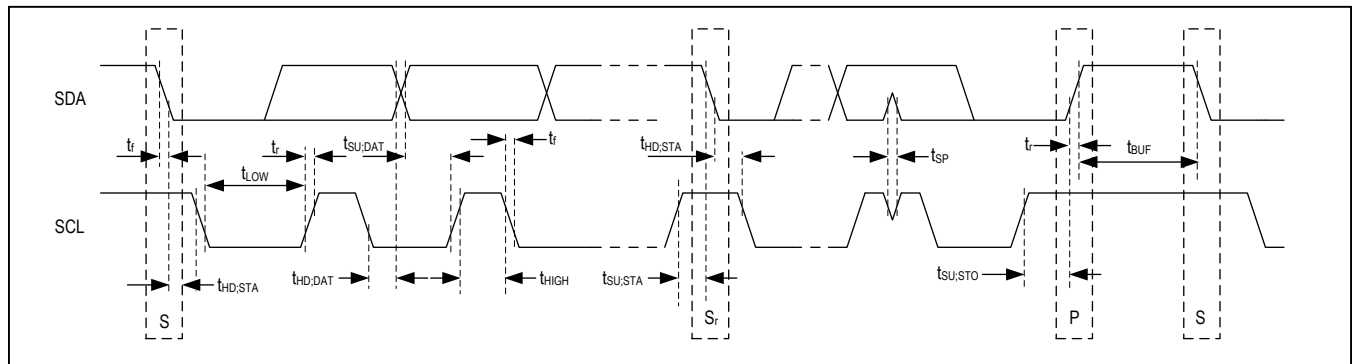 SDA
t_f
t_r
t_SU;DAT
t_f
t_HD;STA
t_SP
t_r
t_BUF
t_LOW
SCL
t_HD;STA
t_HD;DAT
t_HIGH
t_SU;STA
t_SU;STO
S
S_r
P
S